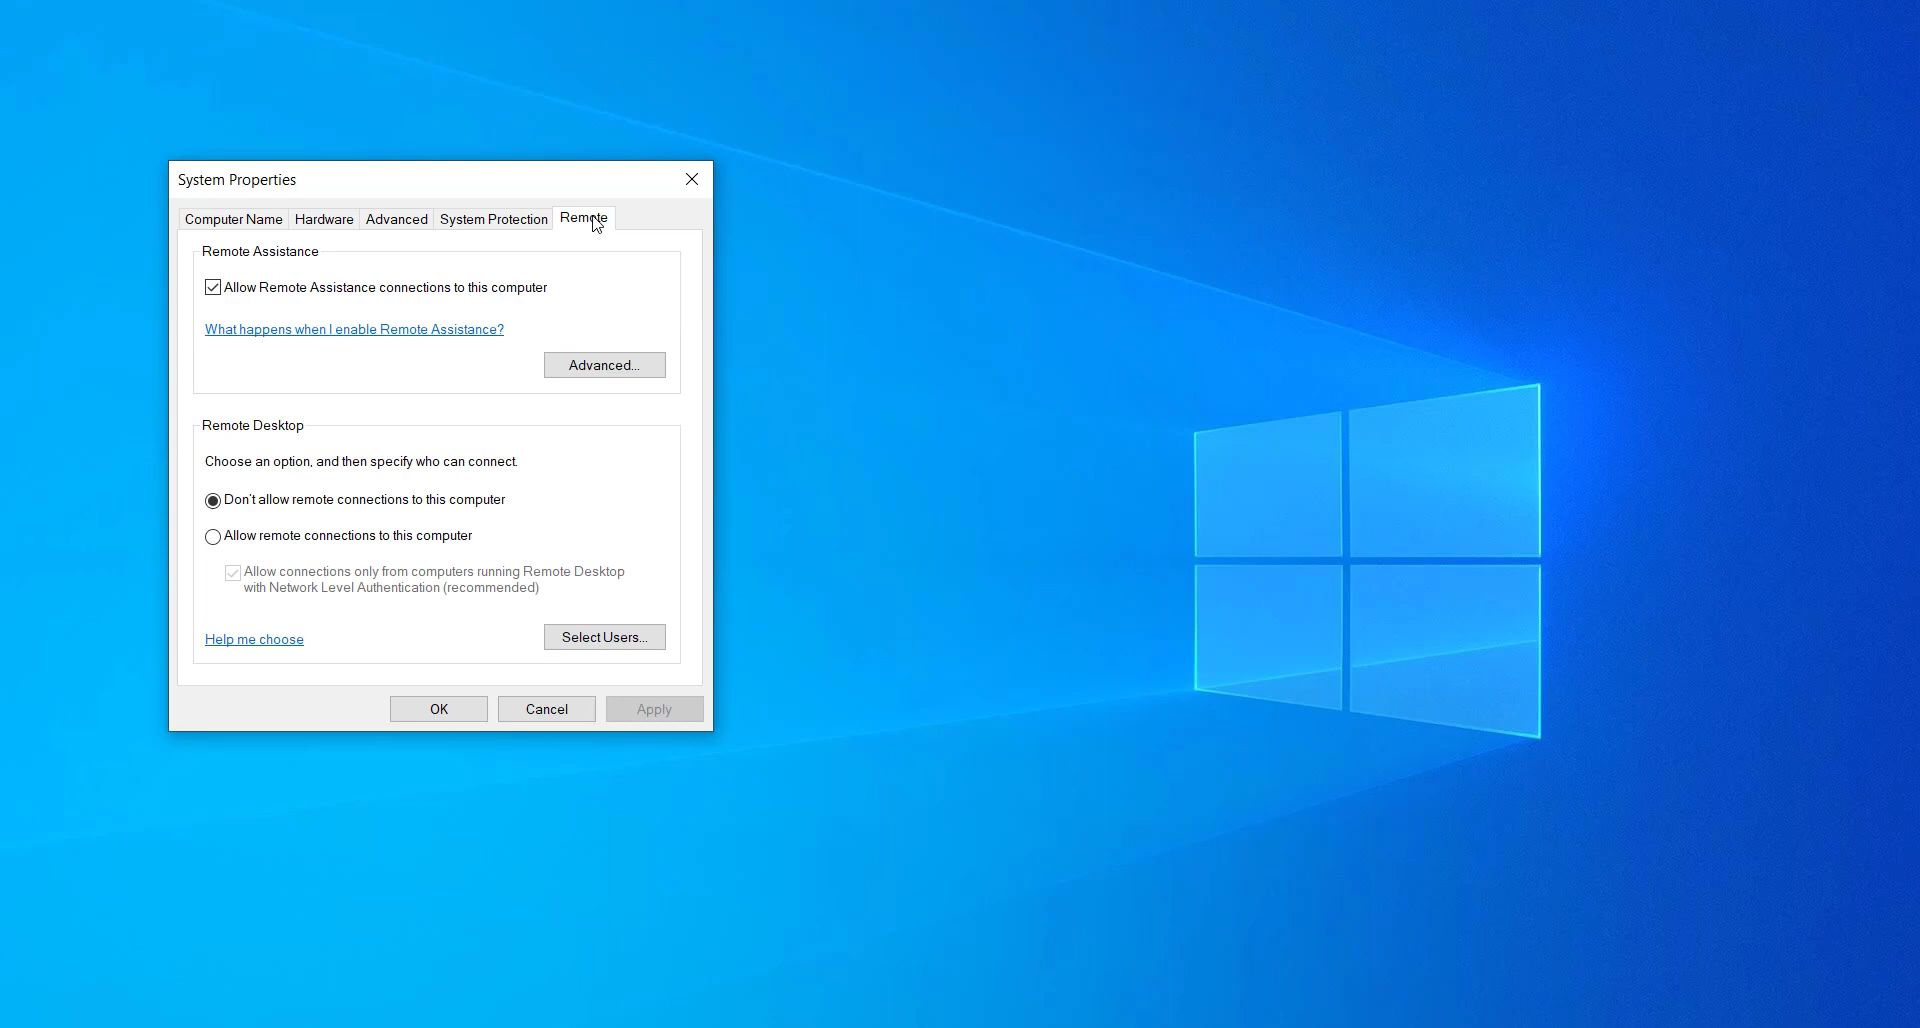 System Properties
Computer Name Hardware Advanced System Protection Remote
Remote Assistance
Allow Remote Assistance connections to this computer
What happens when I enable Remote Assistance?
Advanced...
Remote Desktop
Choose an option, and then specify who can connect.
Don't allow remote connections to this computer
Allow remote connections to this computer
Allow connections only from computers running Remote Desktop
with Network Level Authentication (recommended)
Help me choose
Select Users...
OK Cancel Apply